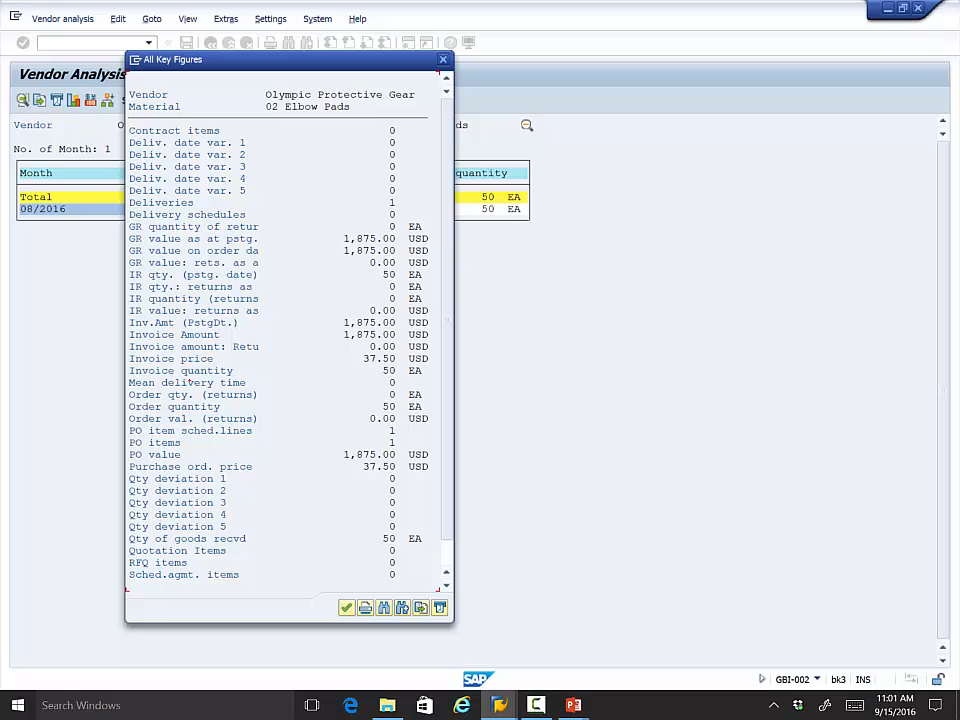 Vendor analysis Edit Goto View Extras Settings System Help
Vendor Analysis
All Key Figures
Vendor O
ds
No. of Month: 1
Month
quantity
Total 50 EA
08/2016 50 EA
Vendor Olympic Protective Gear
Material 02 Elbow Pads
Contract items 0
Deliv. date var. 1 0
Deliv. date var. 2 0
Deliv. date var. 3 0
Deliv. date var. 4 0
Deliv. date var. 5 0
Deliveries 1
Delivery schedules 0
GR quantity of retur 0 EA
GR value as at pstg. 1,875.00 USD
GR value on order da 1,875.00 USD
GR value: rets. as a 0.00 USD
IR qty. (pstg. date) 50 EA
IR qty.: returns as 0 EA
IR quantity (returns 0 EA
IR value: returns as 0.00 USD
Inv.Amt (PstgDt.) 1,875.00 USD
Invoice Amount 1,875.00 USD
Invoice amount: Retu 0.00 USD
Invoice price 37.50 USD
Invoice quantity 50 EA
Mean delivery time 0
Order qty. (returns) 0 EA
Order quantity 50 EA
Order val. (returns) 0.00 USD
PO item sched.lines 1
PO items 1
PO value 1,875.00 USD
Purchase ord. price 37.50 USD
Qty deviation 1 0
Qty deviation 2 0
Qty deviation 3 0
Qty deviation 4 0
Qty deviation 5 0
Qty of goods recvd 50 EA
Quotation Items 0
RFQ items 0
Sched.agmt. items 0
SAP
GBI-002 bk3 INS
Search Windows
11:01 AM
9/15/2016